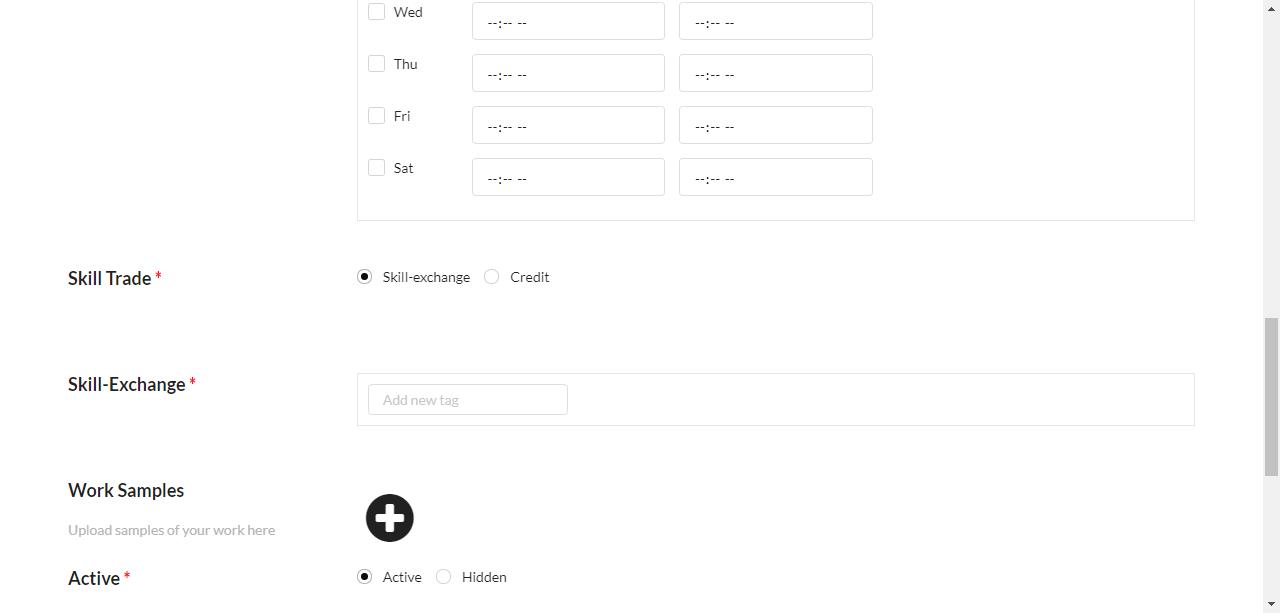 Wed --:-- -- --:-- --
Thu --:-- -- --:-- --
Fri --:-- -- --:-- --
Sat --:-- -- --:-- --
Skill Trade * Skill-exchange Credit
Skill-Exchange * Add new tag
Work Samples
Upload samples of your work here
Active * Active Hidden